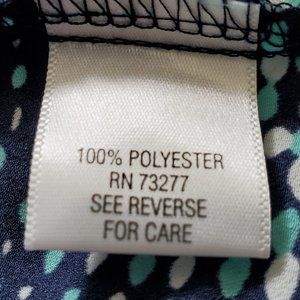 100% POLYESTER
RN 73277
SEE REVERSE
FOR CARE